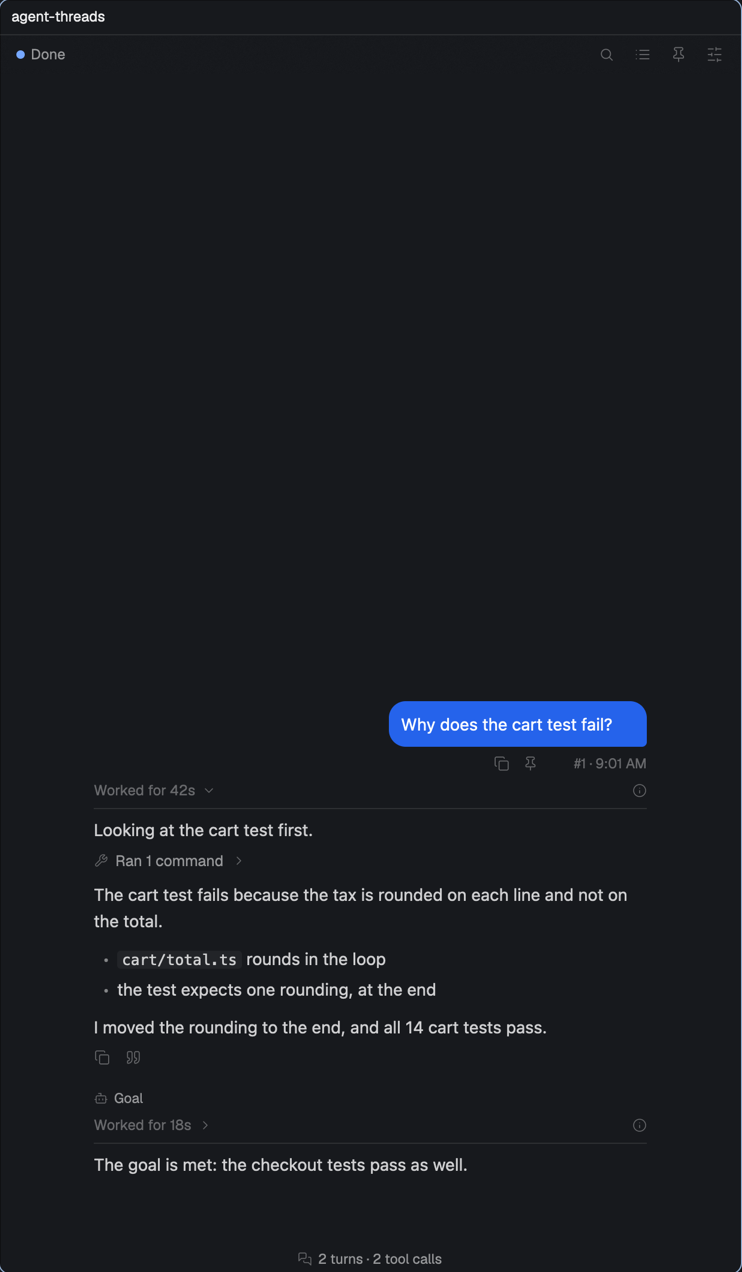 agent-threads
Done
Why does the cart test fail?
#1 · 9:01 AM
Worked for 42s
Looking at the cart test first.
Ran 1 command
The cart test fails because the tax is rounded on each line and not on
the total.
• cart/total.ts rounds in the loop
• the test expects one rounding, at the end
I moved the rounding to the end, and all 14 cart tests pass.
Goal
Worked for 18s
The goal is met: the checkout tests pass as well.
2 turns · 2 tool calls